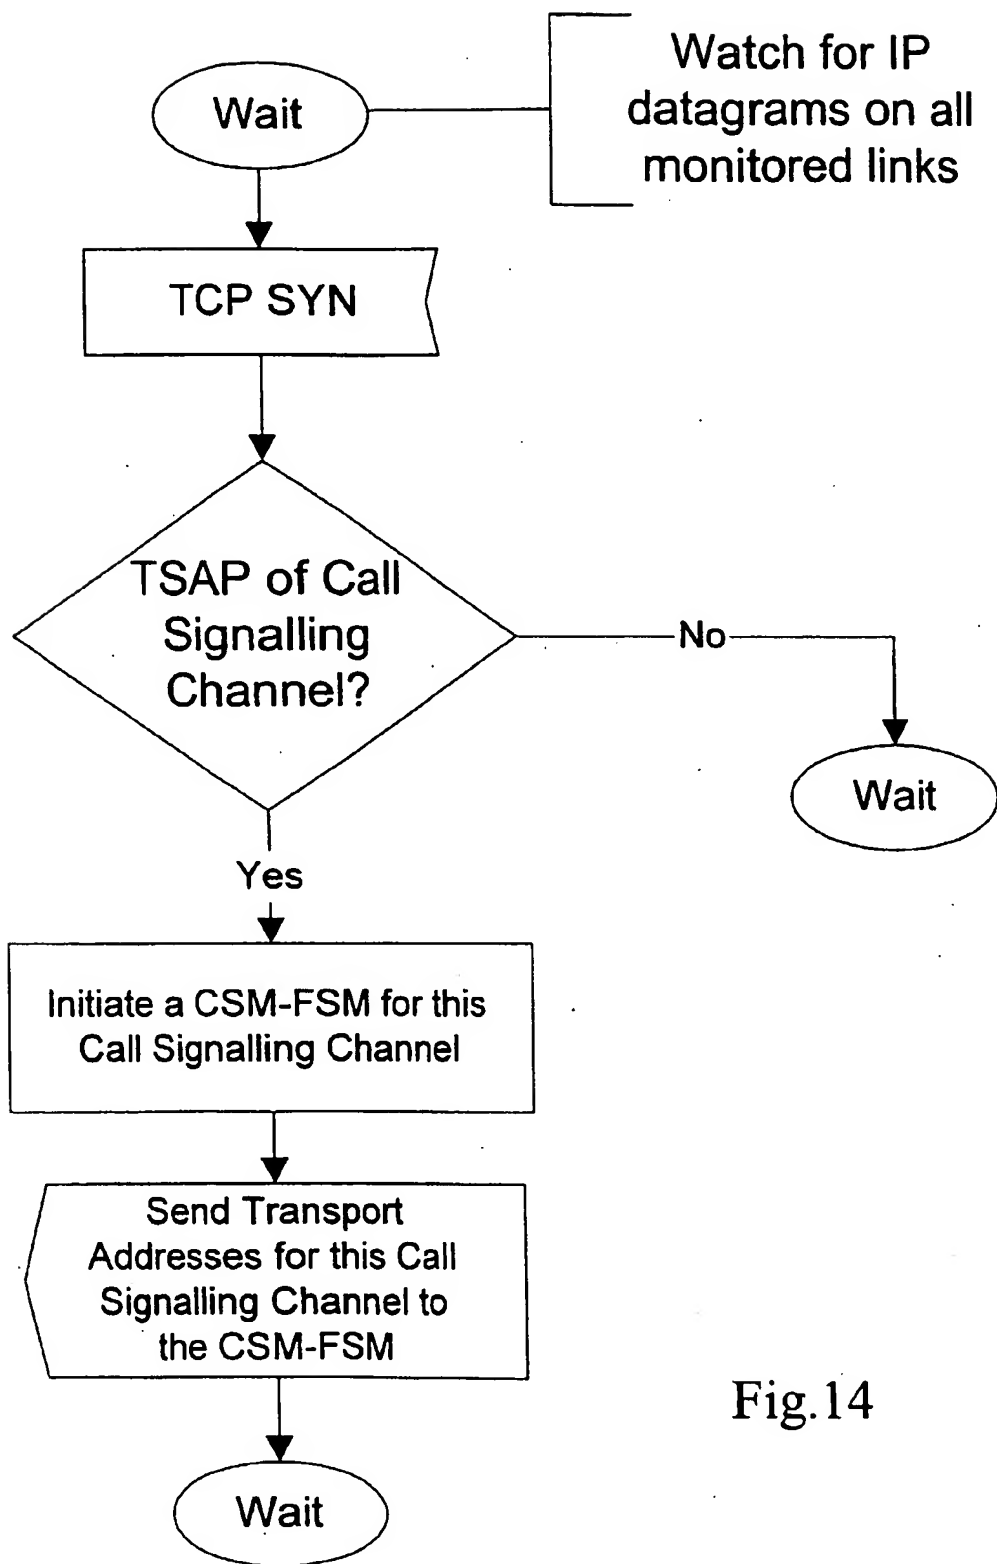 Wait
Watch for IP
datagrams on all
monitored links
TCP SYN
TSAP of Call
Signalling
Channel?
No
Wait
Yes
Initiate a CSM-FSM for this
Call Signalling Channel
Send Transport
Addresses for this Call
Signalling Channel to
the CSM-FSM
Fig.14
Wait